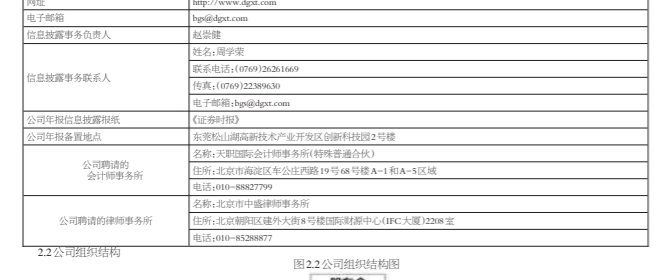 网址
http://www.dgxt.com
电子邮箱
bgs@dgxt.com
信息披露事务负责人
赵崇健
信息披露事务联系人
姓名:周学荣
联系电话:(0769)26261669
传真:(0769)22389630
电子邮箱:bgs@dgxt.com
公司年报信息披露报纸
《证券时报》
公司年报备置地点
东莞松山湖高新技术产业开发区创新科技园2号楼
公司聘请的
会计师事务所
名称:天职国际会计师事务所(特殊普通合伙)
住所:北京市海淀区车公庄西路19号68号楼A-1和A-5区域
电话:010-88827799
公司聘请的律师事务所
名称:北京市中盛律师事务所
住所:北京朝阳区建外大街8号楼国际财源中心(IFC大厦)2208室
电话:010-85288877
2.2公司组织结构
图2.2公司组织结构图